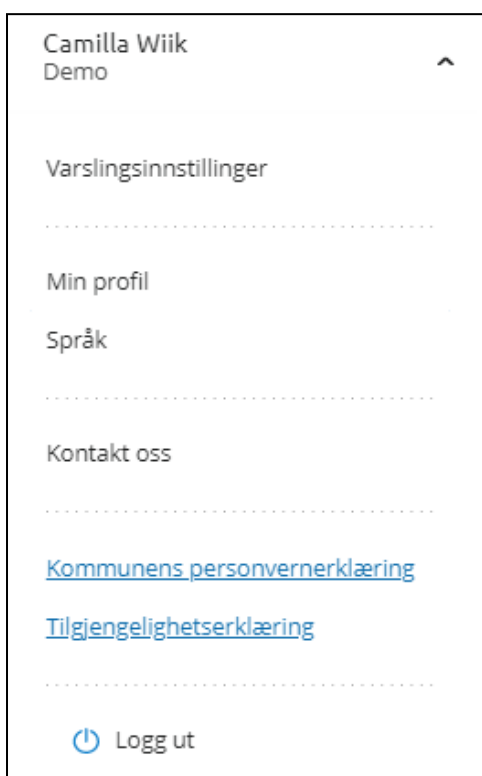 Camilla Wiik
Demo
Varslingsinnstillinger
Min profil
Språk
Kontakt oss
Kommunens personvernerklæring
Tilgjengelighetserklæring
Logg ut